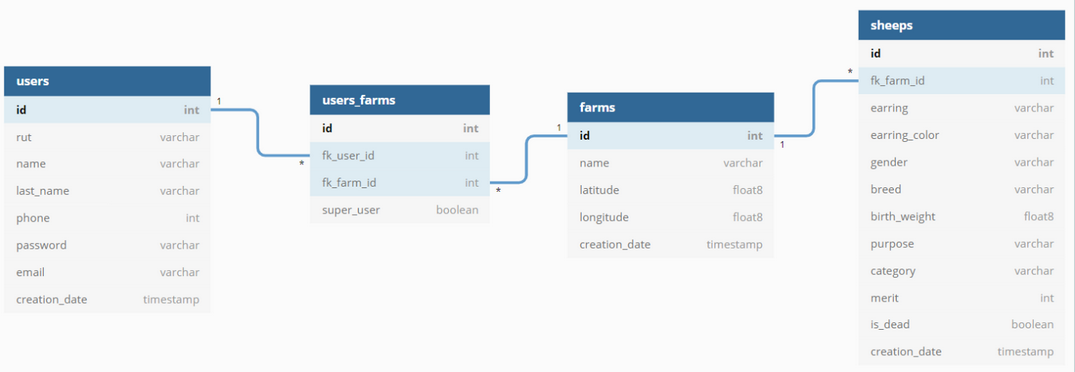 users
id int
rut varchar
name varchar
last_name varchar
phone int
password varchar
email varchar
creation_date timestamp
1
*
users_farms
id int
fk_user_id int
fk_farm_id int
super_user boolean
*
1
farms
id int
name varchar
latitude float8
longitude float8
creation_date timestamp
1
*
sheeps
id int
fk_farm_id int
earring varchar
earring_color varchar
gender varchar
breed varchar
birth_weight float8
purpose varchar
category varchar
merit int
is_dead boolean
creation_date timestamp